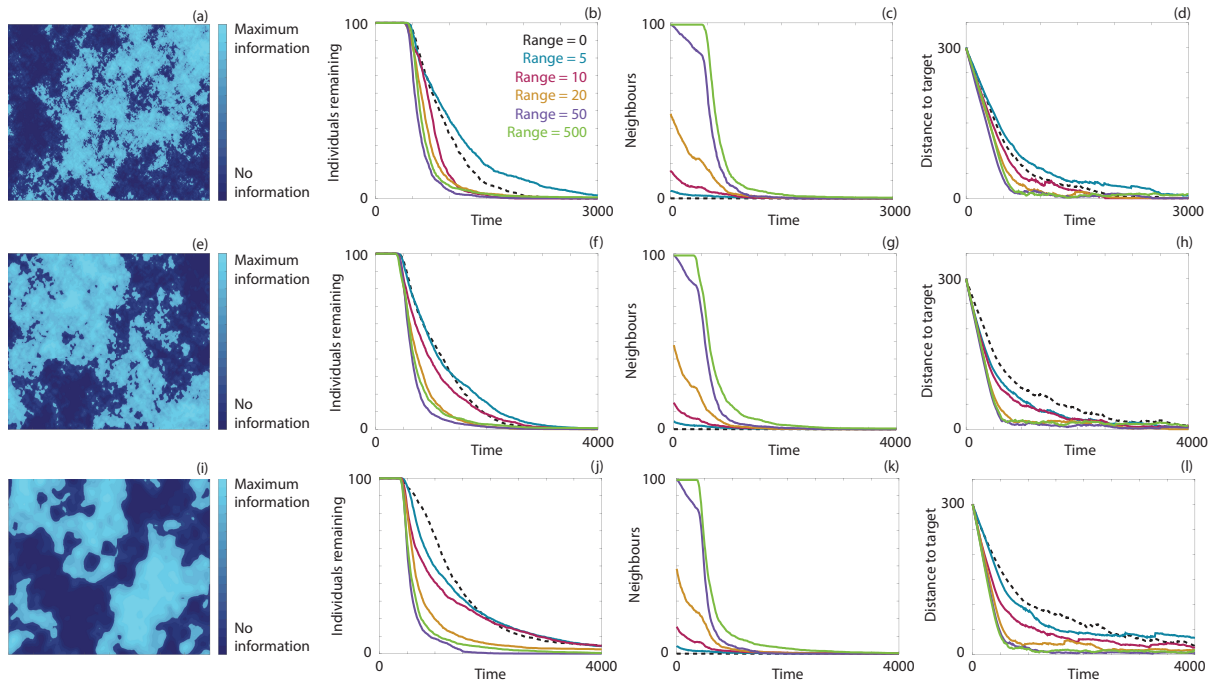 (a)
Maximum
information
No
information
(b)
100
Individuals remaining
0
0
Time
3000
Range = 0
Range = 5
Range = 10
Range = 20
Range = 50
Range = 500
(c)
100
Neighbours
0
0
Time
3000
(d)
300
Distance to target
0
0
Time
3000
(e)
Maximum
information
No
information
(f)
100
Individuals remaining
0
0
Time
4000
(g)
100
Neighbours
0
0
Time
4000
(h)
300
Distance to target
0
0
Time
4000
(i)
Maximum
information
No
information
(j)
100
Individuals remaining
0
0
Time
4000
(k)
100
Neighbours
0
0
Time
4000
(l)
300
Distance to target
0
0
Time
4000